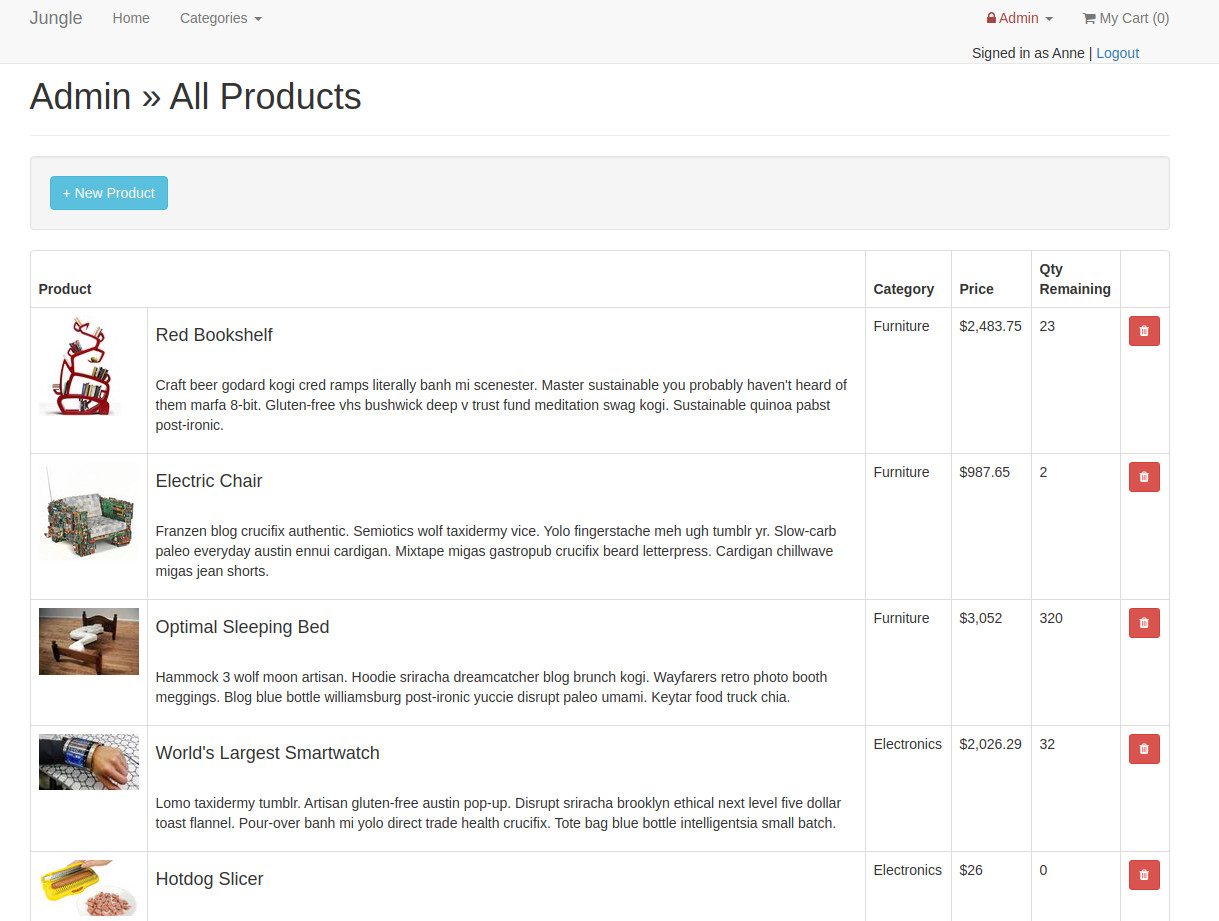 Jungle Home Categories Admin My Cart (0)
Signed in as Anne | Logout
Admin » All Products
+ New Product
Product Category Price Qty Remaining
Red Bookshelf Furniture $2,483.75 23
Craft beer godard kogi cred ramps literally banh mi scenester. Master sustainable you probably haven't heard of
them marfa 8-bit. Gluten-free vhs bushwick deep v trust fund meditation swag kogi. Sustainable quinoa pabst
post-ironic.
Electric Chair Furniture $987.65 2
Franzen blog crucifix authentic. Semiotics wolf taxidermy vice. Yolo fingerstache meh ugh tumblr yr. Slow-carb
paleo everyday austin ennui cardigan. Mixtape migas gastropub crucifix beard letterpress. Cardigan chillwave
migas jean shorts.
Optimal Sleeping Bed Furniture $3,052 320
Hammock 3 wolf moon artisan. Hoodie sriracha dreamcatcher blog brunch kogi. Wayfarers retro photo booth
meggings. Blog blue bottle williamsburg post-ironic yuccie disrupt paleo umami. Keytar food truck chia.
World's Largest Smartwatch Electronics $2,026.29 32
Lomo taxidermy tumblr. Artisan gluten-free austin pop-up. Disrupt sriracha brooklyn ethical next level five dollar
toast flannel. Pour-over banh mi yolo direct trade health crucifix. Tote bag blue bottle intelligentsia small batch.
Hotdog Slicer Electronics $26 0